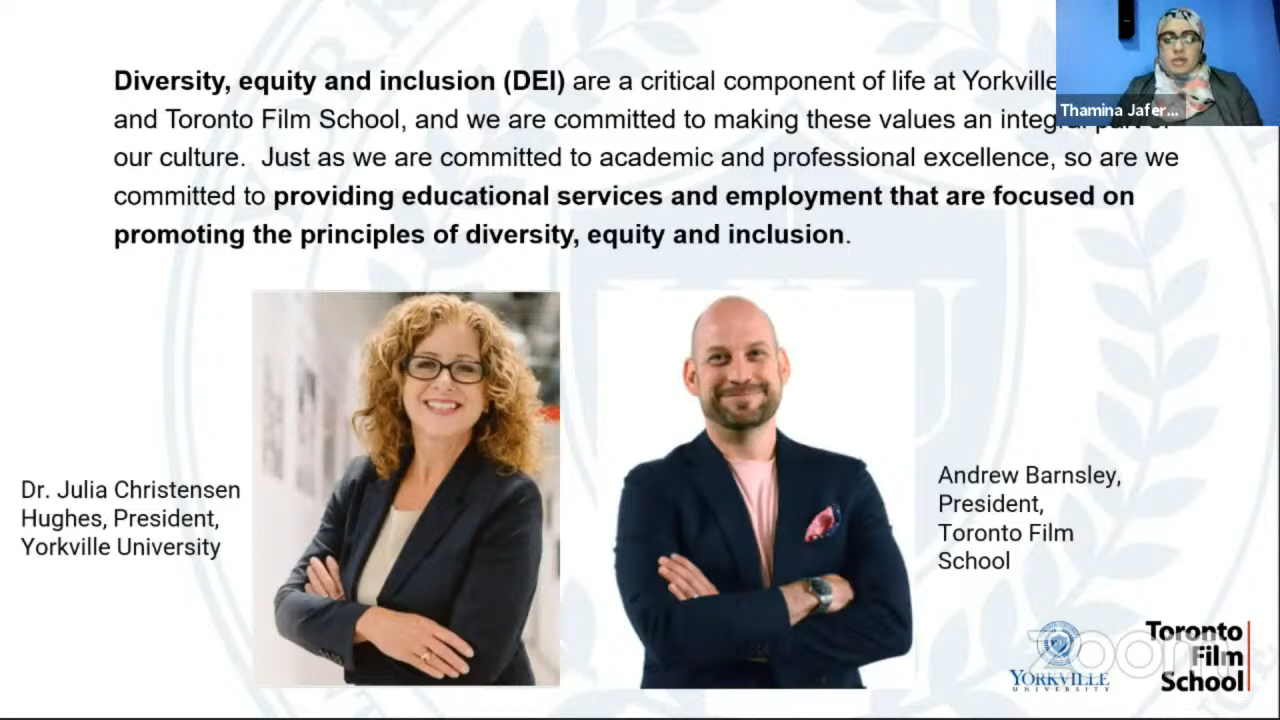 Diversity, equity and inclusion (DEI) are a critical component of life at Yorkville
and Toronto Film School, and we are committed to making these values an integral part of
our culture. Just as we are committed to academic and professional excellence, so are we
committed to providing educational services and employment that are focused on
promoting the principles of diversity, equity and inclusion.
Thamina Jafer...
Dr. Julia Christensen
Hughes, President,
Yorkville University
Andrew Barnsley,
President,
Toronto Film
School
YORKVILLE
UNIVERSITY
zoom
Toronto
Film
School